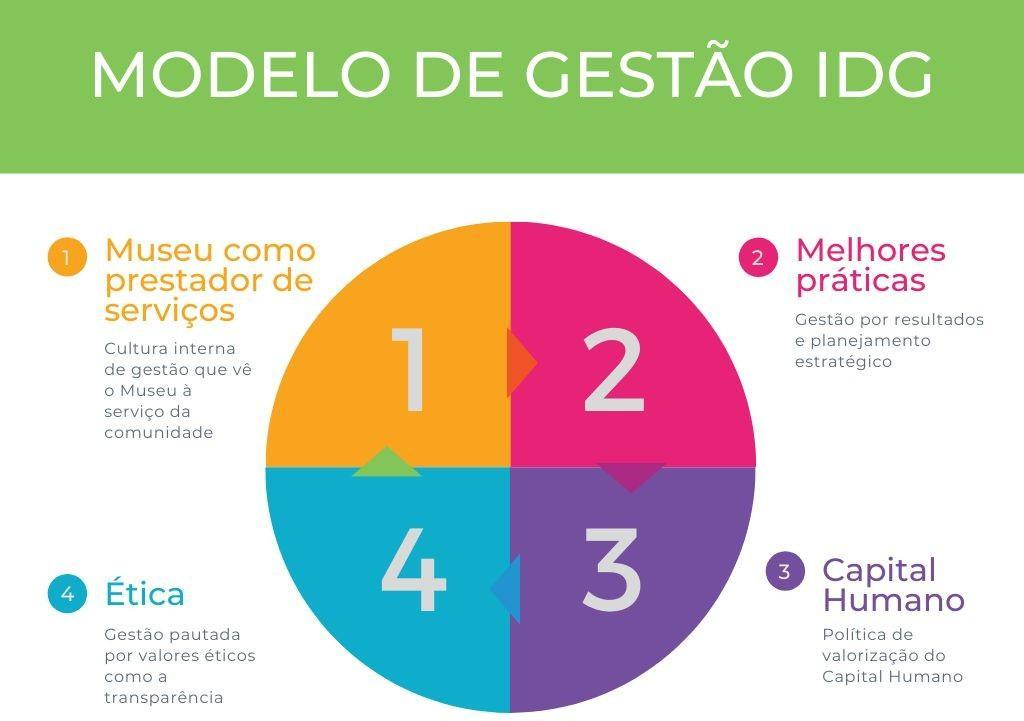 MODELO DE GESTÃO IDG
1
Museu como
prestador de
serviços
Cultura interna
de gestão que vê
o Museu à
serviço da
comunidade
2
Melhores
práticas
Gestão por resultados
e planejamento
estratégico
1
2
4
3
3
Capital
Humano
Política de
valorização do
Capital Humano
4
Ética
Gestão pautada
por valores éticos
como a
transparência